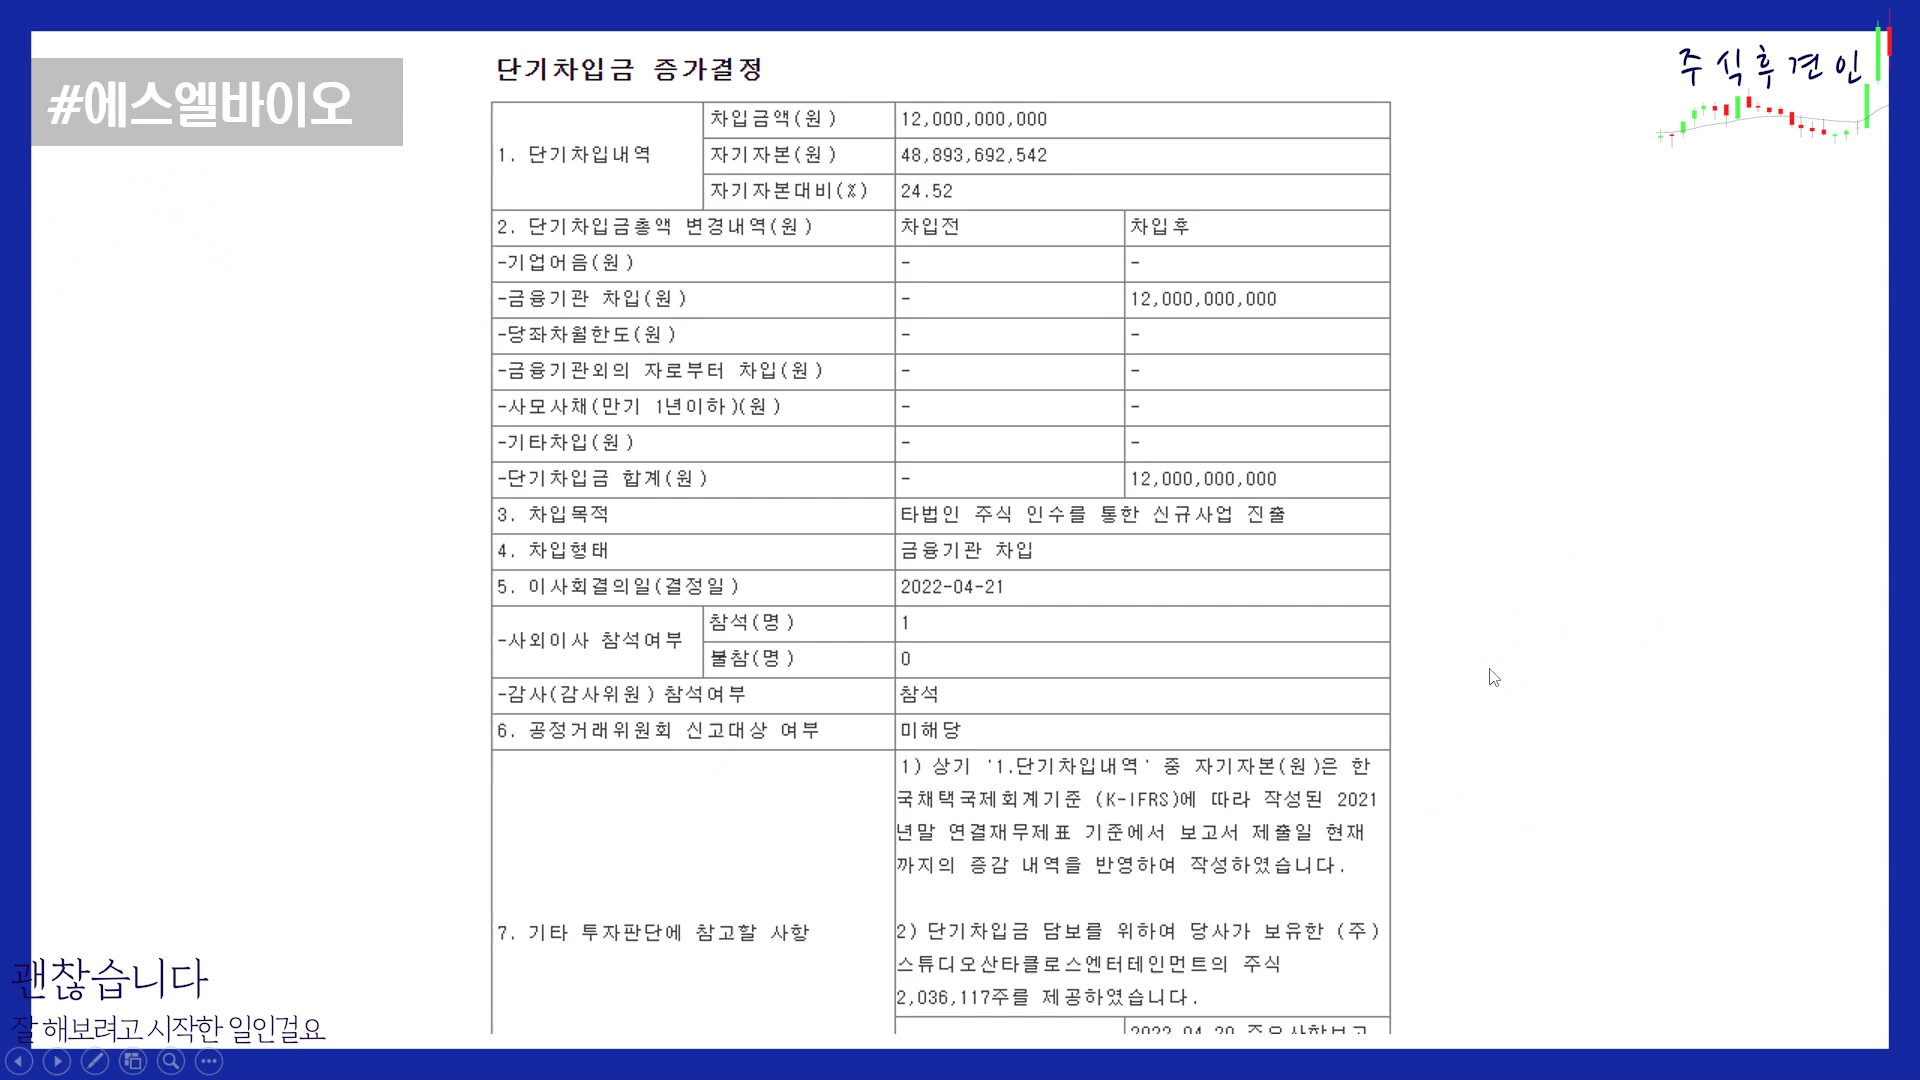 #에스엘바이오
주식후견인
단기차입금 증가결정
1. 단기차입내역
차입금액(원)
12,000,000,000
자기자본(원)
48,893,692,542
자기자본대비(%)
24.52
2. 단기차입금총액 변경내역(원)
차입전
차입후
-기업어음(원)
-
-
-금융기관 차입(원)
-
12,000,000,000
-당좌차월한도(원)
-
-
-금융기관외의 자로부터 차입(원)
-
-
-사모사채(만기 1년이하)(원)
-
-
-기타차입(원)
-
-
-단기차입금 합계(원)
-
12,000,000,000
3. 차입목적
타법인 주식 인수를 통한 신규사업 진출
4. 차입형태
금융기관 차입
5. 이사회결의일(결정일)
2022-04-21
-사외이사 참석여부
참석(명)
1
불참(명)
0
-감사(감사위원)참석여부
참석
6. 공정거래위원회 신고대상 여부
미해당
7. 기타 투자판단에 참고할 사항
1) 상기 '1.단기차입내역' 중 자기자본(원)은 한
국채택국제회계기준 (K-IFRS)에 따라 작성된 2021
년말 연결재무제표 기준에서 보고서 제출일 현재
까지의 증감 내역을 반영하여 작성하였습니다.
2) 단기차입금 담보를 위하여 당사가 보유한 (주)
스튜디오산타클로스엔터테인먼트의 주식
2,036,117주를 제공하였습니다.
2022.04.20 주요사항보고
괜찮습니다
잘 해보려고 시작한 일인걸요